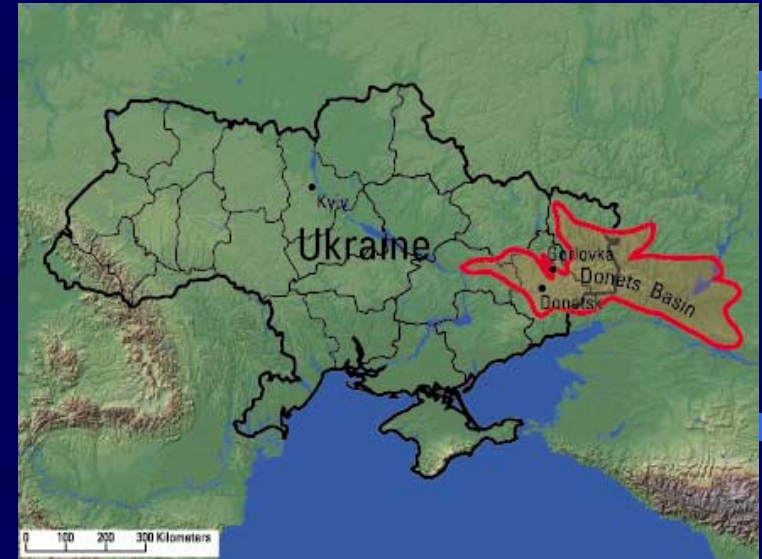 Kyiv
Ukraine
Gorlovka
Donets Basin
Donetsk
0 100 200 300 Kilometers